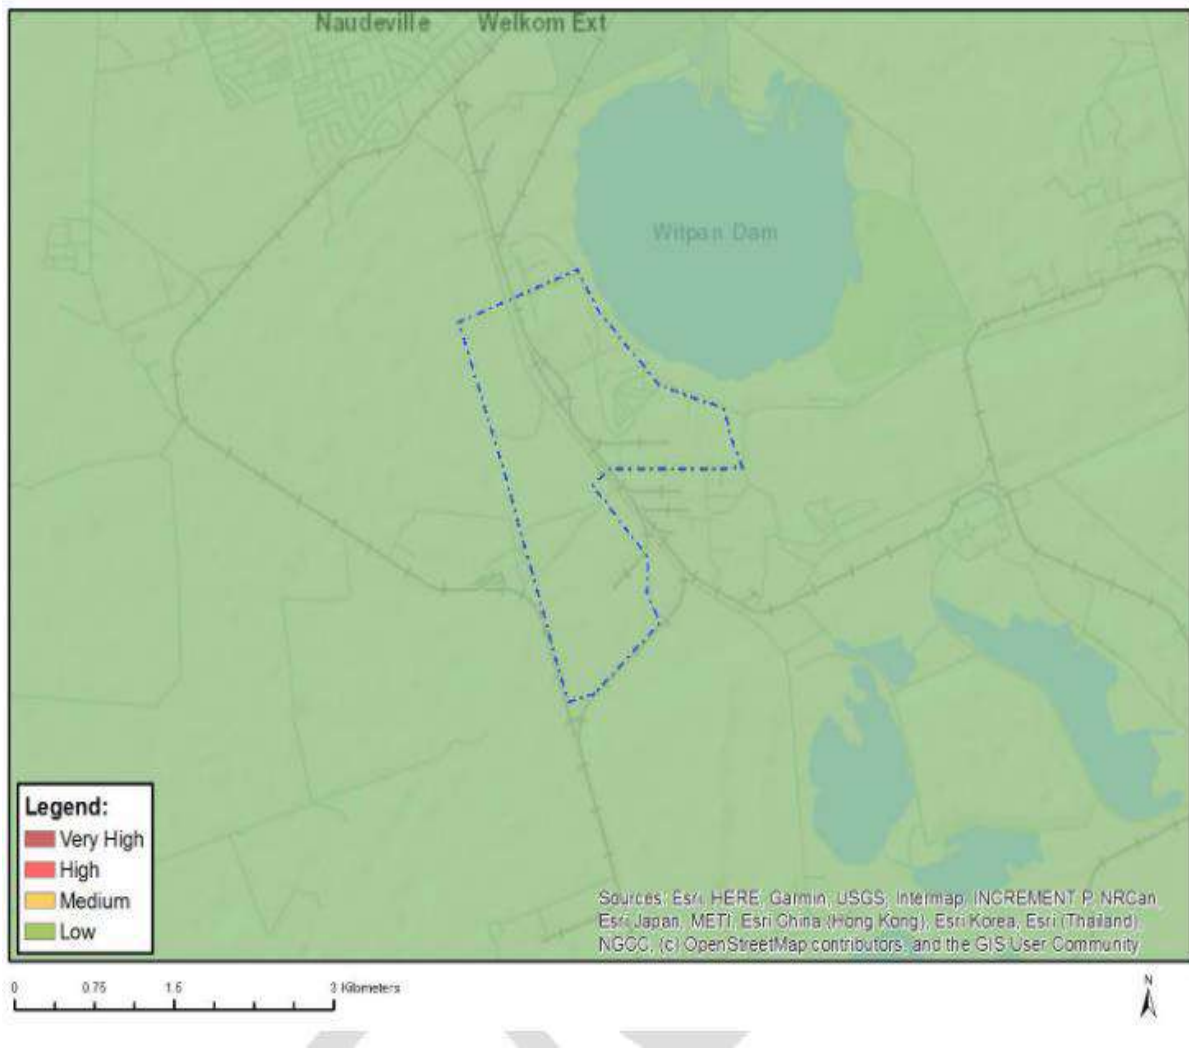 Naudeville Welkom Ext
Witpan Dam
Legend:
Very High
High
Medium
Low
Sources: Esri, HERE, Garmin, USGS, Intermap, INCREMENT P, NRCan,
Esri Japan, METI, Esri China (Hong Kong), Esri Korea, Esri (Thailand),
NGCC, (c) OpenStreetMap contributors, and the GIS User Community
0 0.75 1.5 3 Kilometers
N